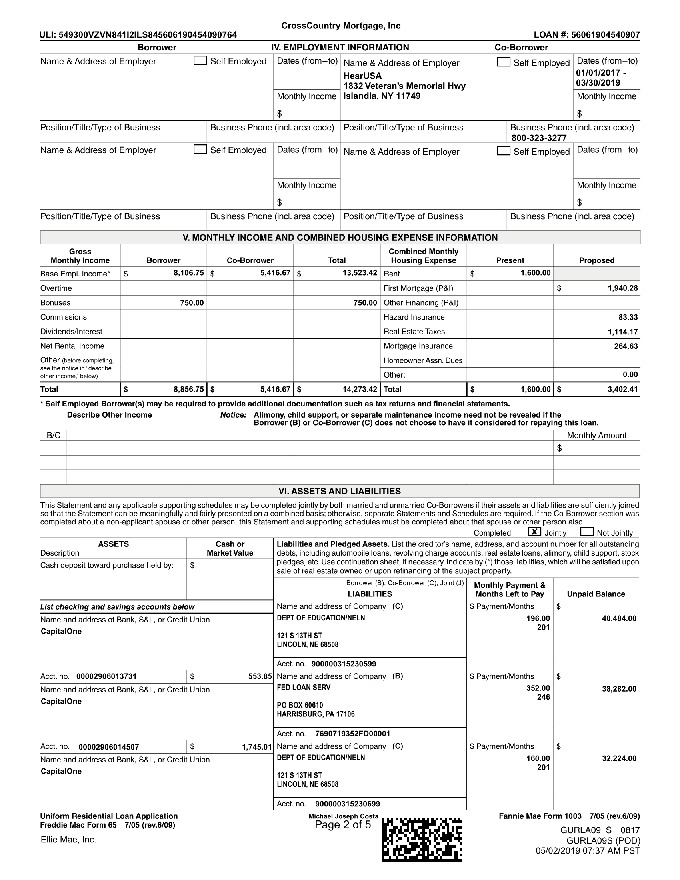 CrossCountry Mortgage, Inc
ULI: 549300VZVN841I2ILS845606190454090764 LOAN #: 56061904540907
Borrower IV. EMPLOYMENT INFORMATION Co-Borrower
Name & Address of Employer Self Employed Dates (from–to) Name & Address of Employer Self Employed Dates (from–to)
HearUSA 01/01/2017 -
1832 Veteran's Memorial Hwy 03/30/2019
Monthly Income Islandia, NY 11749 Monthly Income
$ $
Position/Title/Type of Business Business Phone (incl. area code) Position/Title/Type of Business Business Phone (incl. area code)
800-323-3277
Name & Address of Employer Self Employed Dates (from–to) Name & Address of Employer Self Employed Dates (from–to)
Monthly Income Monthly Income
$ $
Position/Title/Type of Business Business Phone (incl. area code) Position/Title/Type of Business Business Phone (incl. area code)
V. MONTHLY INCOME AND COMBINED HOUSING EXPENSE INFORMATION
Gross Monthly Income Borrower Co-Borrower Total Combined Monthly Housing Expense Present Proposed
Base Empl. Income* $ 8,106.75 $ 5,416.67 $ 13,523.42 Rent $ 1,600.00
Overtime First Mortgage (P&I) $ 1,940.28
Bonuses 750.00 750.00 Other Financing (P&I)
Commissions Hazard Insurance 83.33
Dividends/Interest Real Estate Taxes 1,114.17
Net Rental Income Mortgage Insurance 264.63
Other (before completing, Homeowner Assn. Dues
see the notice in "describe
other income," below) Other: 0.00
Total $ 8,856.75 $ 5,416.67 $ 14,273.42 Total $ 1,600.00 $ 3,402.41
* Self Employed Borrower(s) may be required to provide additional documentation such as tax returns and financial statements.
Describe Other Income Notice: Alimony, child support, or separate maintenance income need not be revealed if the
Borrower (B) or Co-Borrower (C) does not choose to have it considered for repaying this loan.
B/C Monthly Amount
$
VI. ASSETS AND LIABILITIES
This Statement and any applicable supporting schedules may be completed jointly by both married and unmarried Co-Borrowers if their assets and liabilities are sufficiently joined
so that the Statement can be meaningfully and fairly presented on a combined basis; otherwise, separate Statements and Schedules are required. If the Co-Borrower section was
completed about a non-applicant spouse or other person, this Statement and supporting schedules must be completed about that spouse or other person also.
Completed X Jointly Not Jointly
ASSETS Cash or Liabilities and Pledged Assets. List the creditor's name, address, and account number for all outstanding
Description Market Value debts, including automobile loans, revolving charge accounts, real estate loans, alimony, child support, stock
Cash deposit toward purchase held by: $ pledges, etc. Use continuation sheet, if necessary. Indicate by (*) those liabilities, which will be satisfied upon
sale of real estate owned or upon refinancing of the subject property.
Borrower (B), Co-Borrower (C), Joint (J) Monthly Payment & Unpaid Balance
LIABILITIES Months Left to Pay
List checking and savings accounts below Name and address of Company (C) $ Payment/Months $
Name and address of Bank, S&L, or Credit Union DEPT OF EDUCATION/NELN 196.00 40,484.00
CapitalOne 201
121 S 13TH ST
LINCOLN, NE 68508
Acct. no. 900000315230599
Acct. no. 00002906013731 $ 553.85 Name and address of Company (B) $ Payment/Months $
Name and address of Bank, S&L, or Credit Union FED LOAN SERV 352.00 38,282.00
CapitalOne 246
PO BOX 60610
HARRISBURG, PA 17106
Acct. no. 7690719352FD00001
Acct. no. 00002906014507 $ 1,745.01 Name and address of Company (C) $ Payment/Months $
Name and address of Bank, S&L, or Credit Union DEPT OF EDUCATION/NELN 160.00 32,224.00
CapitalOne 201
121 S 13TH ST
LINCOLN, NE 68508
Acct. no. 900000315230699
Uniform Residential Loan Application Michael Joseph Costa Fannie Mae Form 1003 7/05 (rev.6/09)
Freddie Mac Form 65 7/05 (rev.6/09) Page 2 of 5
GURLA09 S 0817
Ellie Mae, Inc. GURLA09S (POD)
05/02/2019 07:37 AM PST